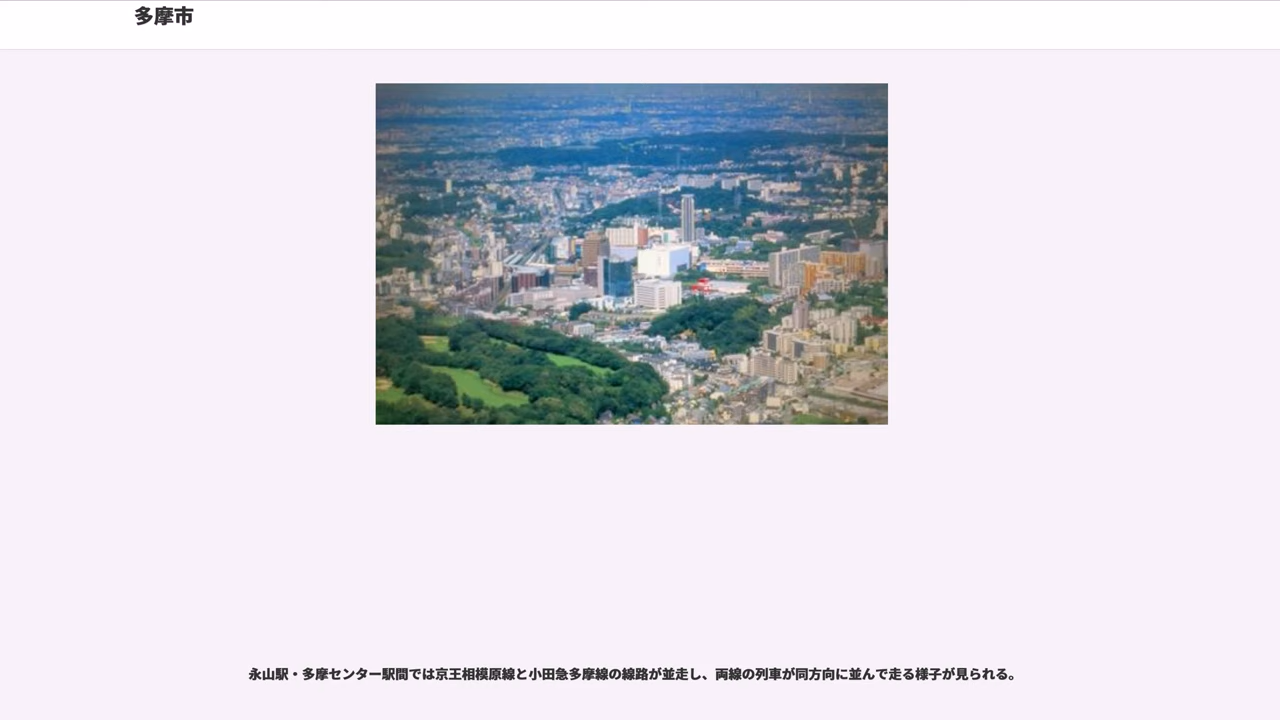 多摩市
永山駅・多摩センター駅間では京王相模原線と小田急多摩線の線路が並走し、両線の列車が同方向に並んで走る様子が見られる。